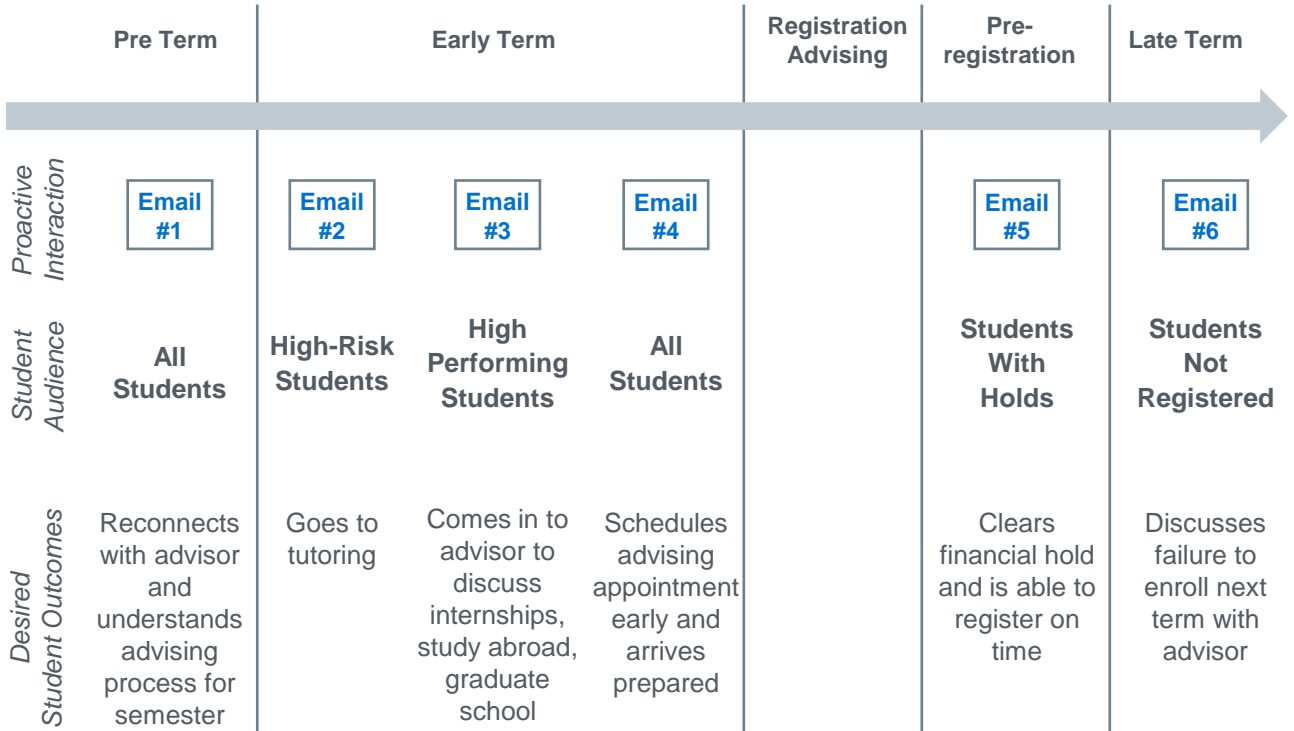 Pre Term
Early Term
Registration
Advising
Pre-
registration
Late Term
Proactive
Interaction
Email
#1
Email
#2
Email
#3
Email
#4
Email
#5
Email
#6
Student
Audience
All
Students
High-Risk
Students
High
Performing
Students
All
Students
Students
With
Holds
Students
Not
Registered
Desired
Student Outcomes
Reconnects
with advisor
and
understands
advising
process for
semester
Goes to
tutoring
Comes in to
advisor to
discuss
internships,
study abroad,
graduate
school
Schedules
advising
appointment
early and
arrives
prepared
Clears
financial hold
and is able to
register on
time
Discusses
failure to
enroll next
term with
advisor